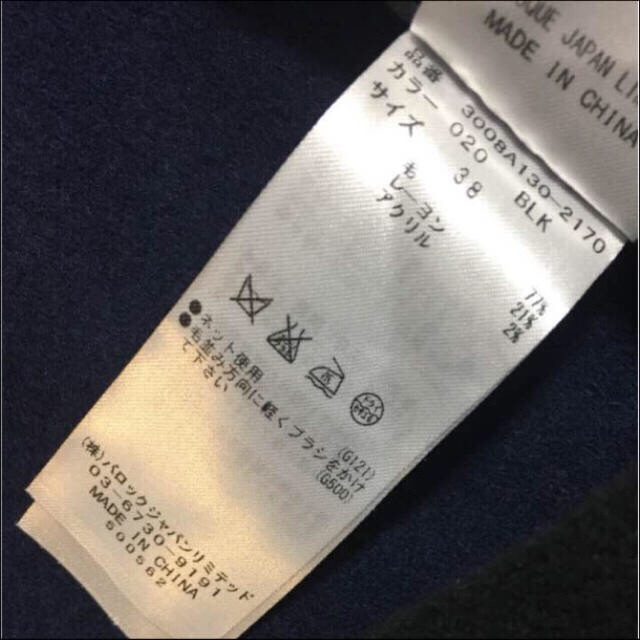 QUE JAPAN LI
MADE IN CHINA
品番 3008A130-2170
カラー 020 BLK
サイズ 38
毛 77%
レーヨン 21%
アクリル 2%
●ネット使用 (G121)
●毛並み方向に軽くブラシをかけ
て下さい (G500)
(株)バロックジャパンリミテッド
03-6730-9191
MADE IN CHINA
500562